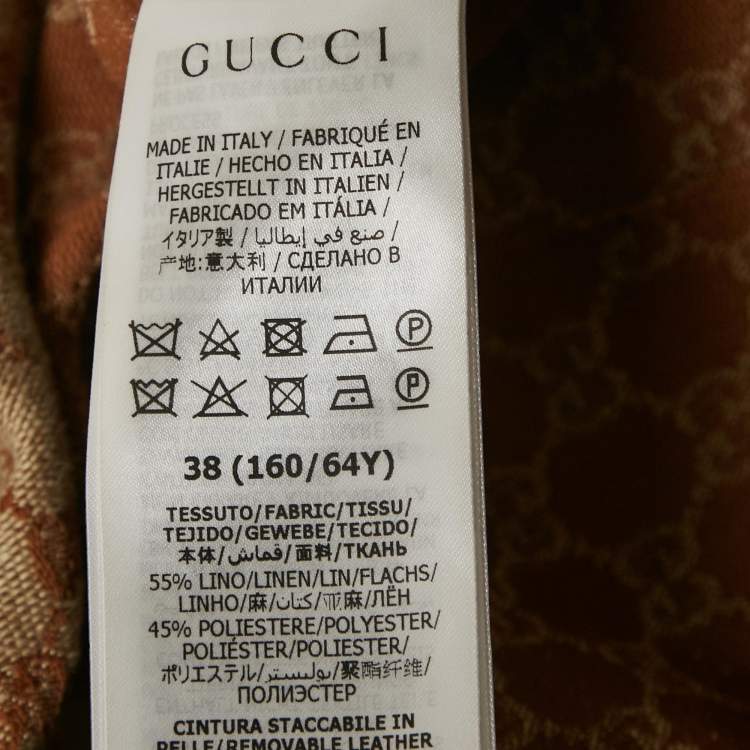 GUCCI
MADE IN ITALY / FABRIQUÉ EN
ITALIE / HECHO EN ITALIA /
HERGESTELLT IN ITALIEN /
FABRICADO EM ITÁLIA /
イタリア製 / صنع في إيطاليا /
产地:意大利 / СДЕЛАНО В
ИТАЛИИ
P
P
38 (160/64Y)
TESSUTO/FABRIC/TISSU/
TEJIDO/GEWEBE/TECIDO/
本体/قماش/面料/ТКАНЬ
55% LINO/LINEN/LIN/FLACHS/
LINHO/麻/كتان/亚麻/ЛЁН
45% POLIESTERE/POLYESTER/
POLIÉSTER/POLIESTER/
ポリエステル/بوليستر/聚酯纤维/
ПОЛИЭСТЕР
CINTURA STACCABILE IN
PELLE/REMOVABLE LEATHER